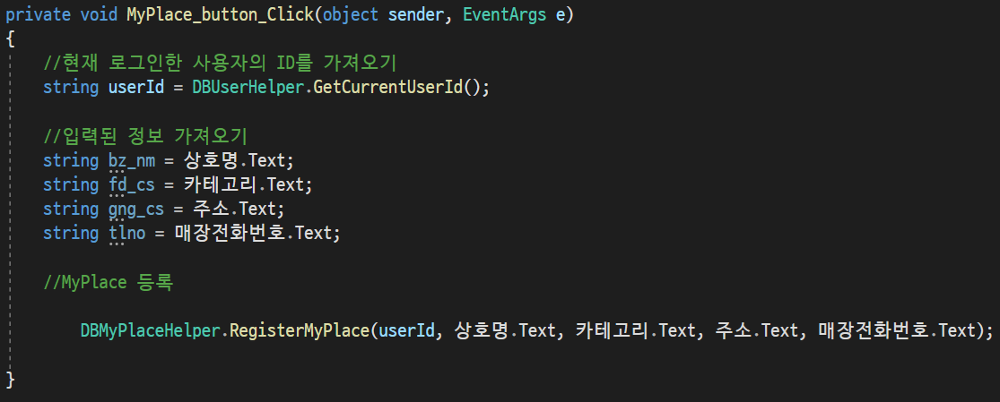 private void MyPlace_button_Click(object sender, EventArgs e)
{
//현재 로그인한 사용자의 ID를 가져오기
string userId = DBUserHelper.GetCurrentUserId();
//입력된 정보 가져오기
string bz_nm = 상호명.Text;
string fd_cs = 카테고리.Text;
string gng_cs = 주소.Text;
string tlno = 매장전화번호.Text;
//MyPlace 등록
DBMyPlaceHelper.RegisterMyPlace(userId, 상호명.Text, 카테고리.Text, 주소.Text, 매장전화번호.Text);
}